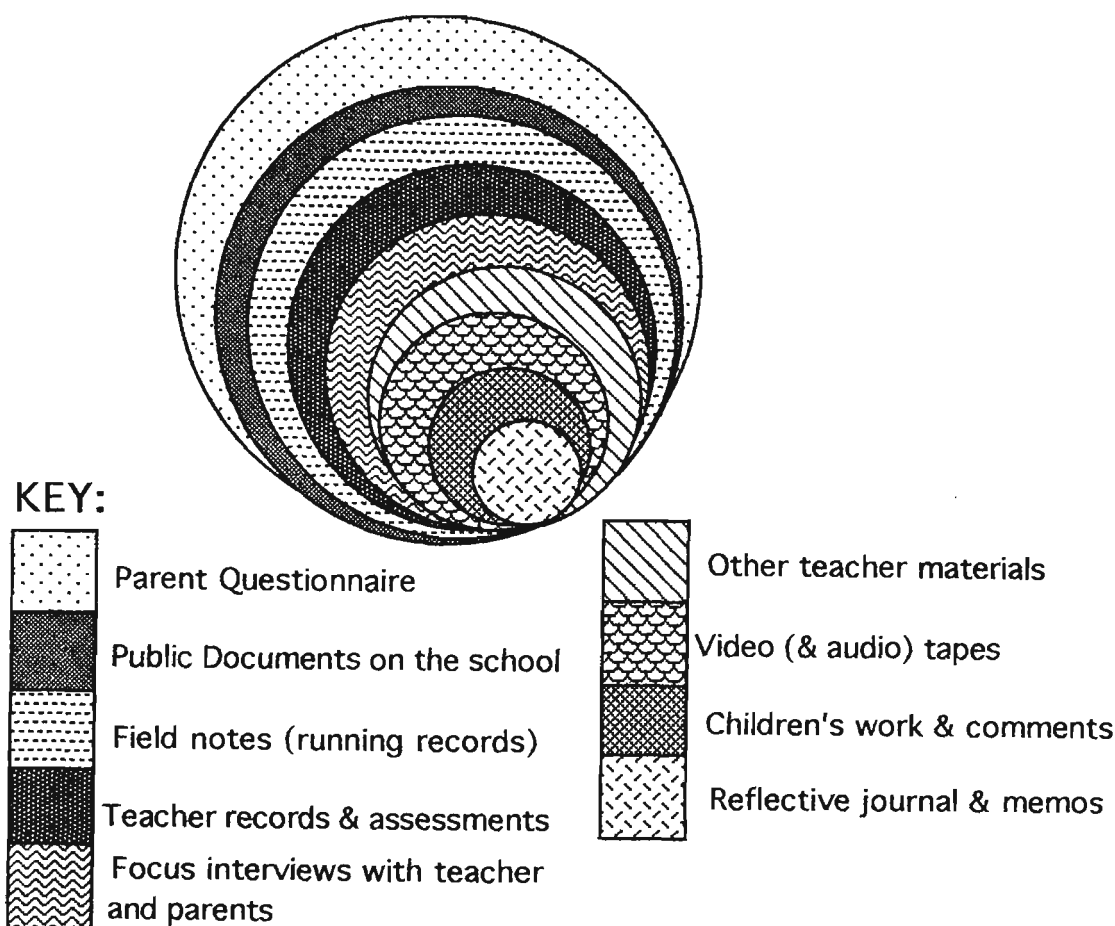 KEY:
Parent Questionnaire
Public Documents on the school
Field notes (running records)
Teacher records & assessments
Focus interviews with teacher
and parents
Other teacher materials
Video (& audio) tapes
Children's work & comments
Reflective journal & memos